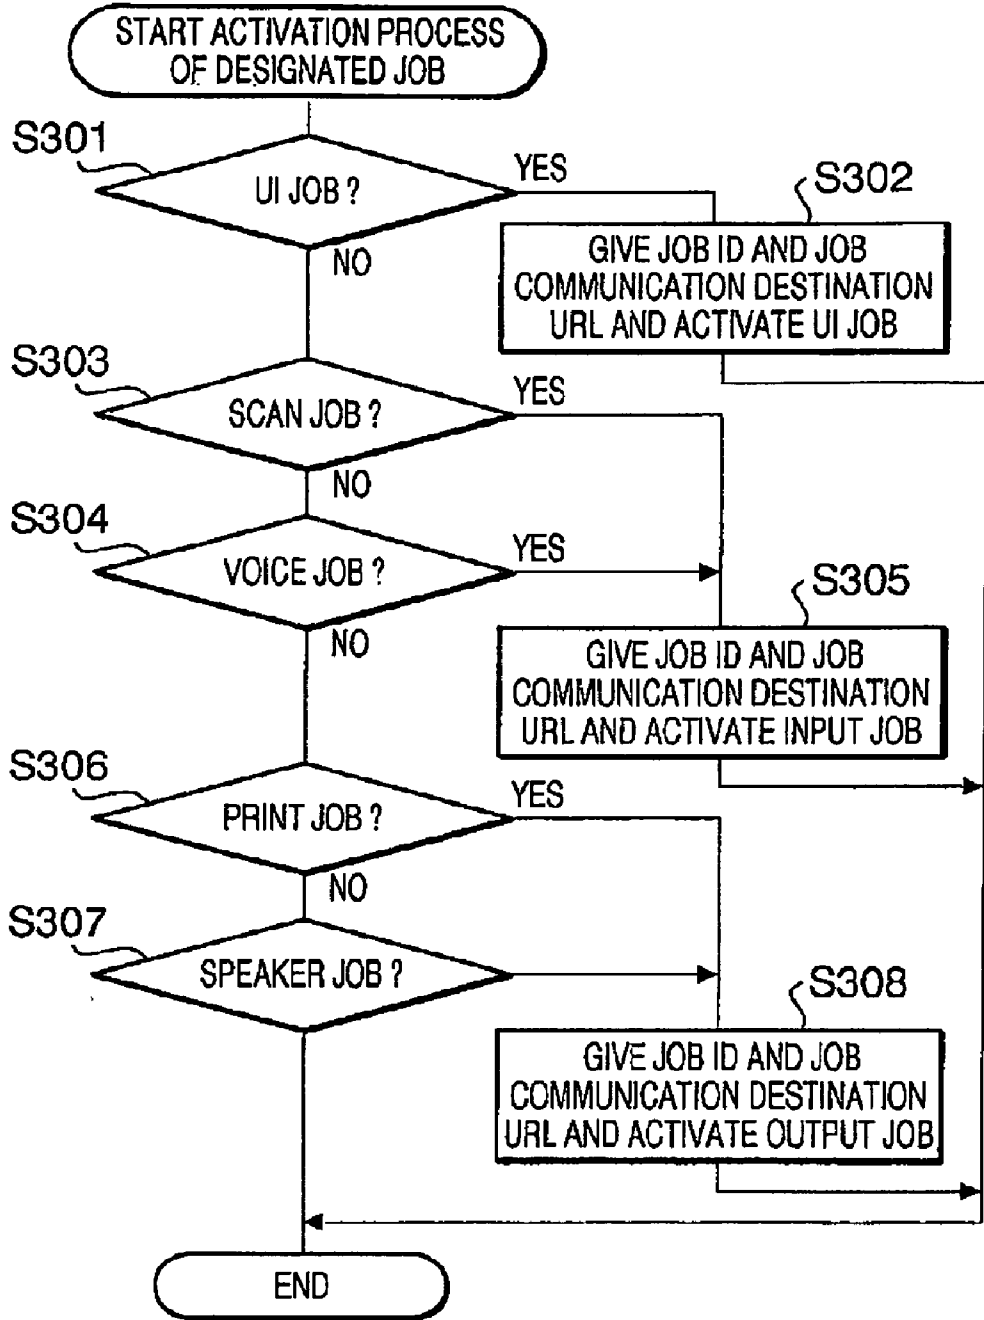 START ACTIVATION PROCESS
OF DESIGNATED JOB
S301
UI JOB ?
YES
NO
S302
GIVE JOB ID AND JOB
COMMUNICATION DESTINATION
URL AND ACTIVATE UI JOB
S303
SCAN JOB ?
YES
NO
S304
VOICE JOB ?
YES
NO
S305
GIVE JOB ID AND JOB
COMMUNICATION DESTINATION
URL AND ACTIVATE INPUT JOB
S306
PRINT JOB ?
YES
NO
S307
SPEAKER JOB ?
S308
GIVE JOB ID AND JOB
COMMUNICATION DESTINATION
URL AND ACTIVATE OUTPUT JOB
END